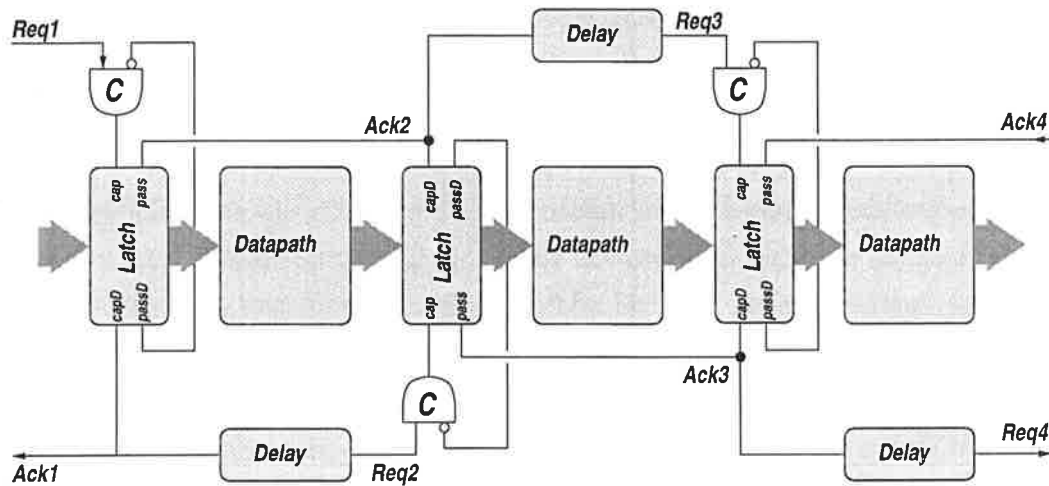 Req1
C
Delay
Req3
C
Ack2
Ack4
cap
pass
Latch
capD
passD
Datapath
capD
passD
Latch
cap
pass
Datapath
cap
pass
Latch
capD
passD
Datapath
C
Ack3
Ack1
Delay
Req2
Delay
Req4